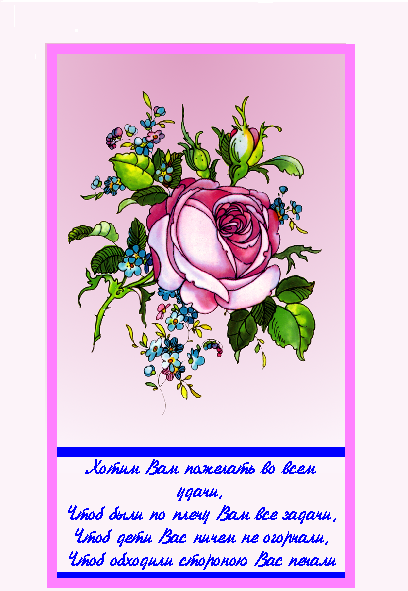 Хотим Вам пожелать во всем
удачи,
Чтоб были по плечу Вам все задачи,
Чтоб дети Вас ничем не огорчали,
Чтоб обходили стороною Вас печали